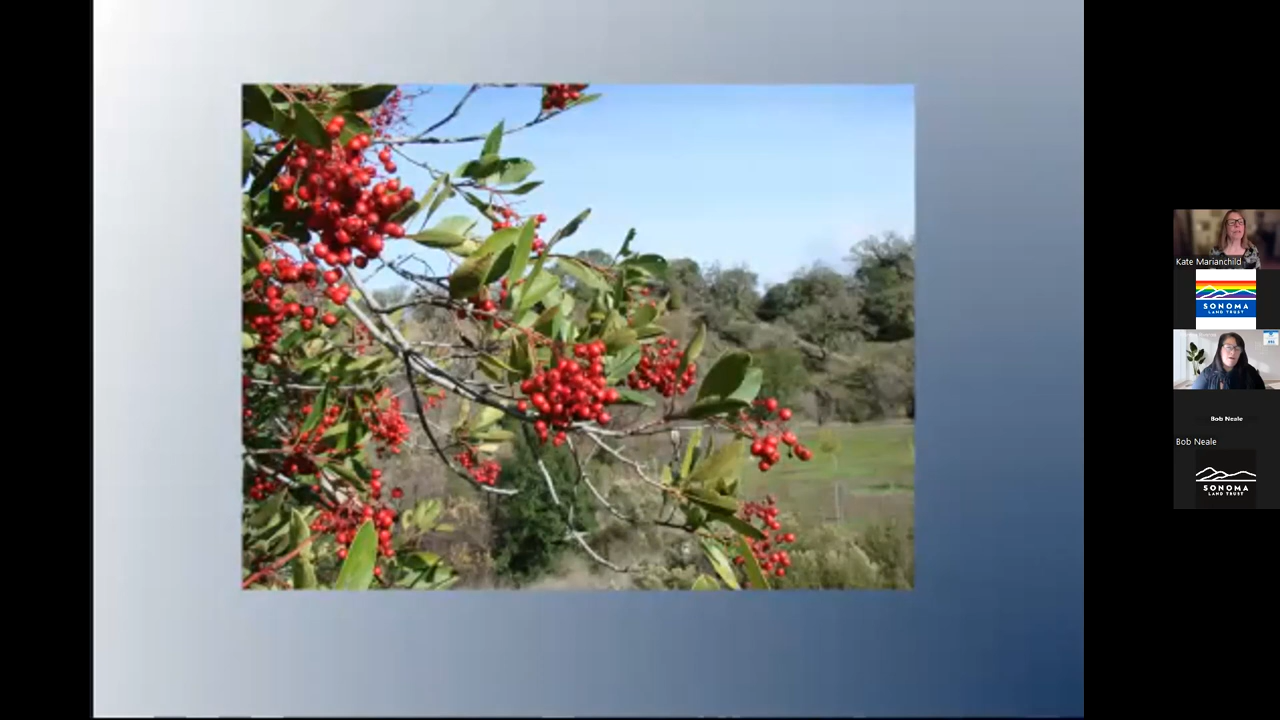 Kate Marianchild
SONOMA
LAND TRUST
Bob Neale
Bob Neale
SONOMA
LAND TRUST